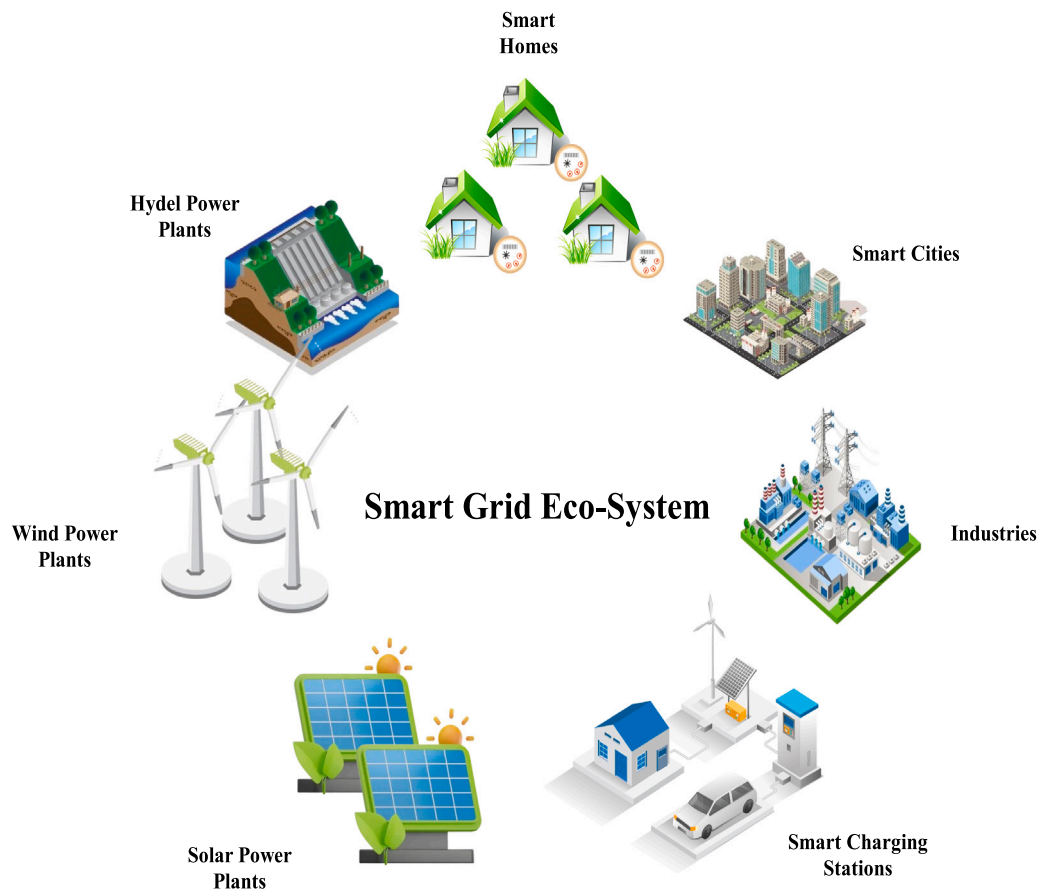 Smart
Homes
Hydel Power
Plants
Smart Cities
Smart Grid Eco-System
Wind Power
Plants
Industries
Solar Power
Plants
Smart Charging
Stations